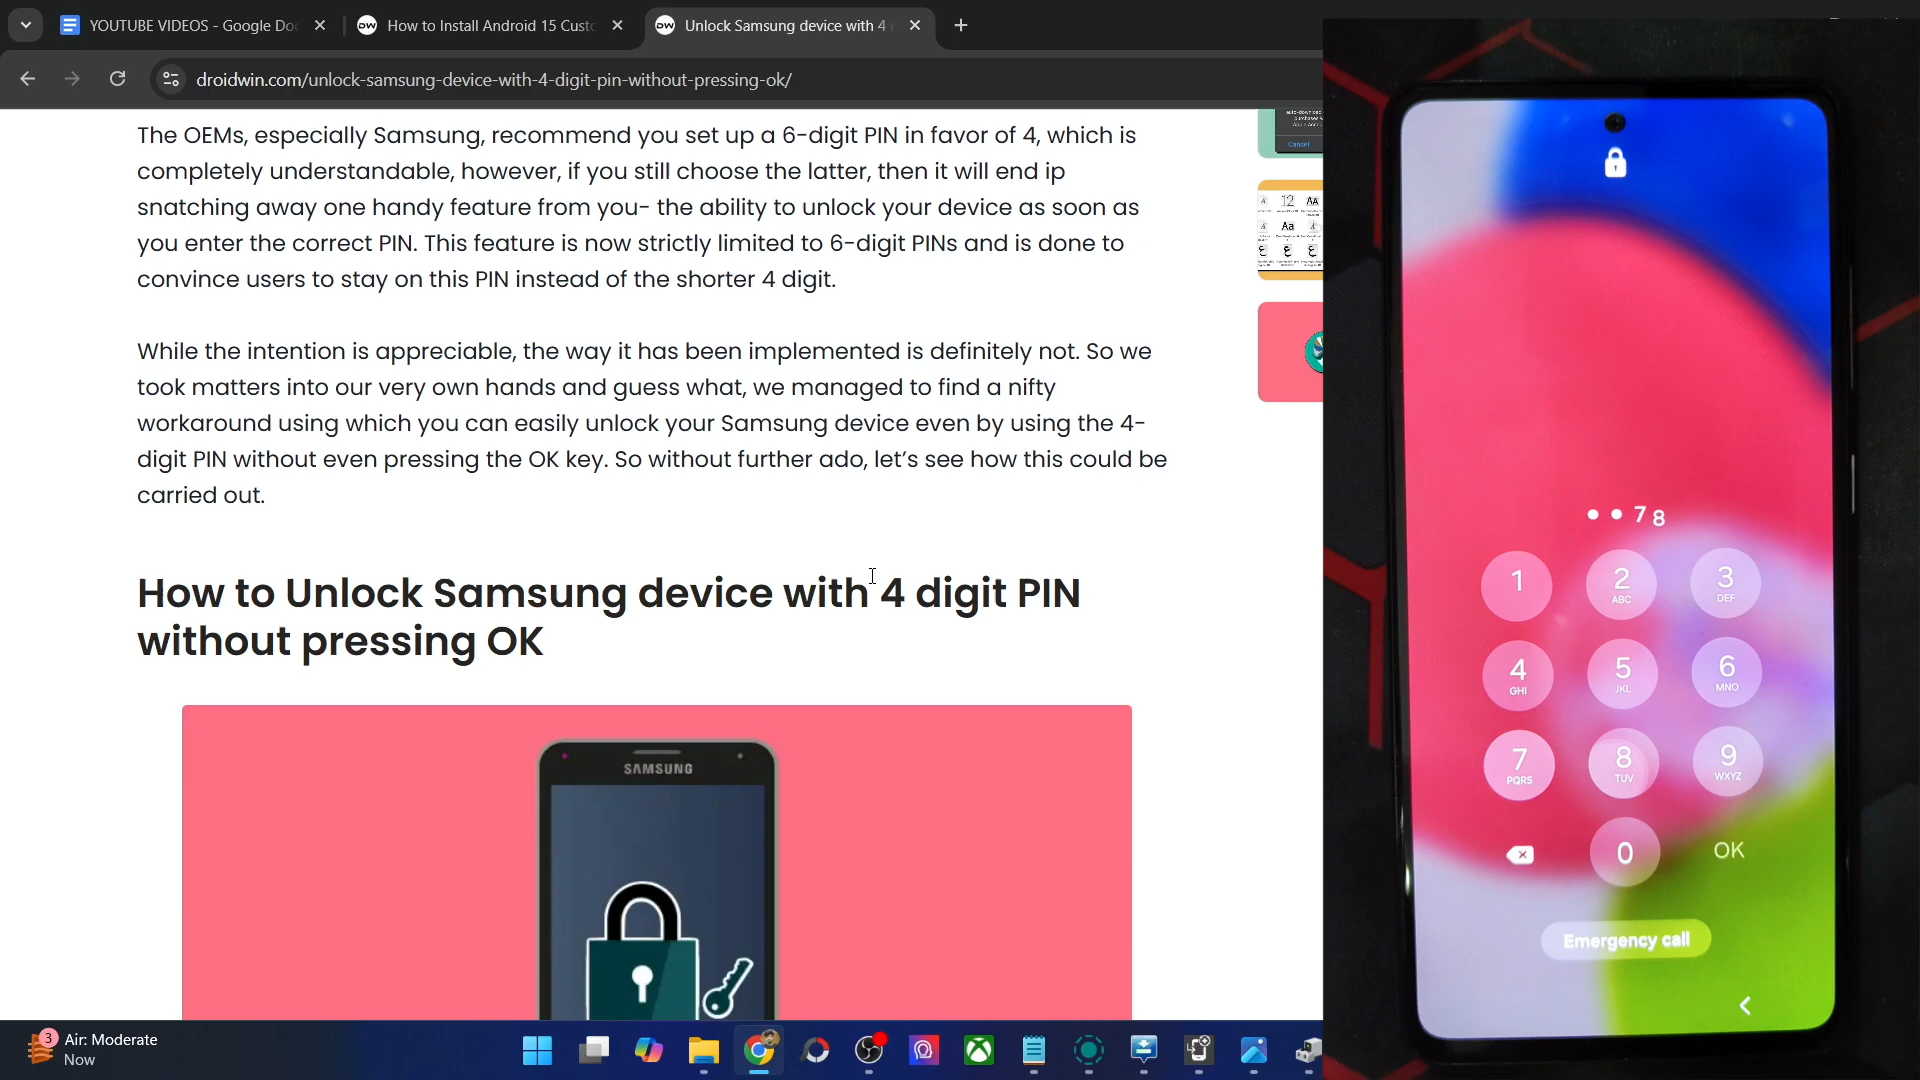 YOUTUBE VIDEOS - Google Doc
How to Install Android 15 Custo
Unlock Samsung device with 4
droidwin.com/unlock-samsung-device-with-4-digit-pin-without-pressing-ok/
The OEMs, especially Samsung, recommend you set up a 6-digit PIN in favor of 4, which is
completely understandable, however, if you still choose the latter, then it will end ip
snatching away one handy feature from you- the ability to unlock your device as soon as
you enter the correct PIN. This feature is now strictly limited to 6-digit PINs and is done to
convince users to stay on this PIN instead of the shorter 4 digit.
While the intention is appreciable, the way it has been implemented is definitely not. So we
took matters into our very own hands and guess what, we managed to find a nifty
workaround using which you can easily unlock your Samsung device even by using the 4-
digit PIN without even pressing the OK key. So without further ado, let's see how this could be
carried out.
How to Unlock Samsung device with 4 digit PIN
without pressing OK
SAMSUNG
Cancel
12 Aa
Aa
3 Air: Moderate
Now
• • 7 8
1 2 3
ABC DEF
4 5 6
GHI JKL MNO
7 8 9
PQRS TUV WXYZ
0 OK
Emergency call